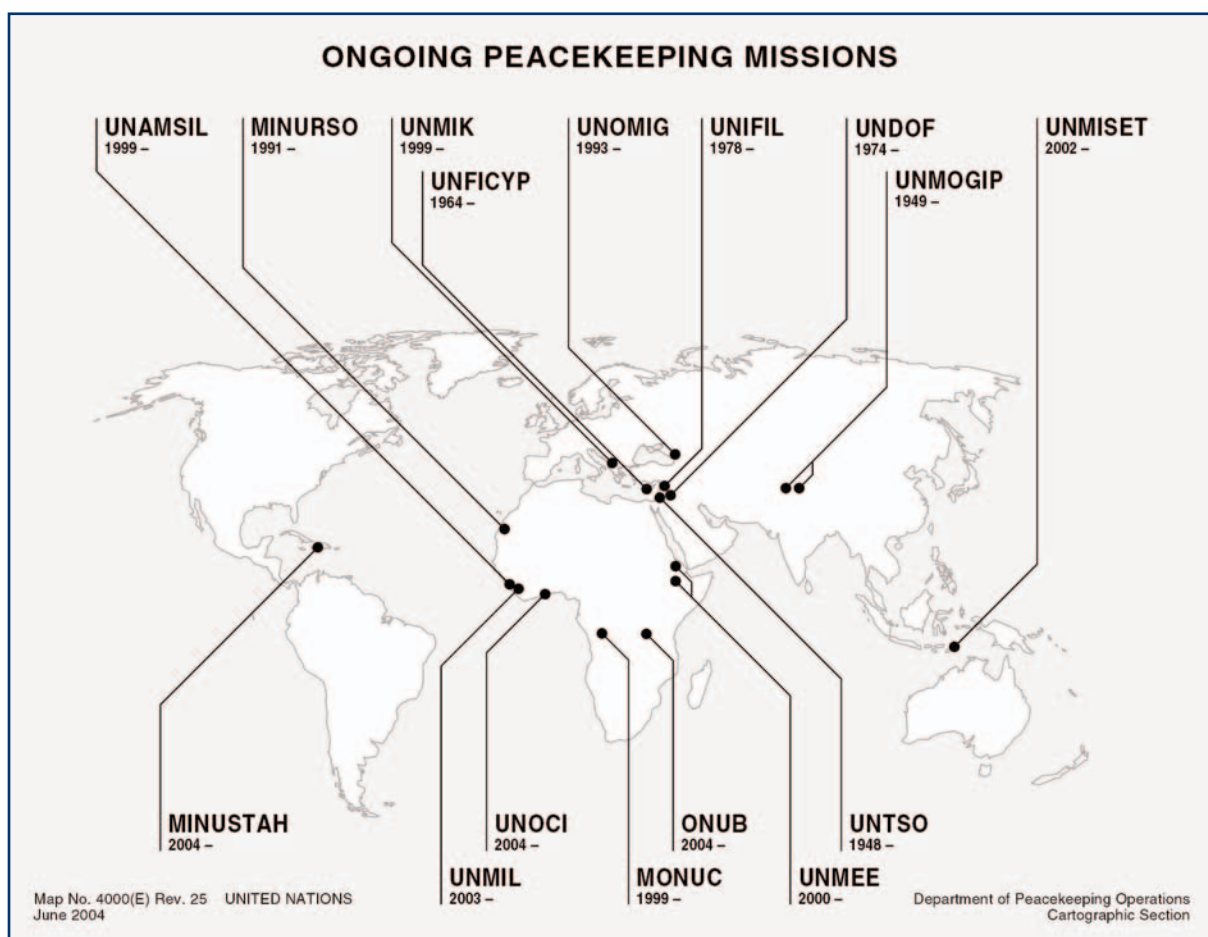 ONGOING PEACEKEEPING MISSIONS
UNAMSIL
1999 –
MINURSO
1991 –
UNMIK
1999 –
UNFICYP
1964 –
UNOMIG
1993 –
UNIFIL
1978 –
UNDOF
1974 –
UNMOGIP
1949 –
UNMISET
2002 –
MINUSTAH
2004 –
UNOCI
2004 –
UNMIL
2003 –
ONUB
2004 –
MONUC
1999 –
UNTSO
1948 –
UNMEE
2000 –
Map No. 4000(E) Rev. 25 UNITED NATIONS
June 2004
Department of Peacekeeping Operations
Cartographic Section